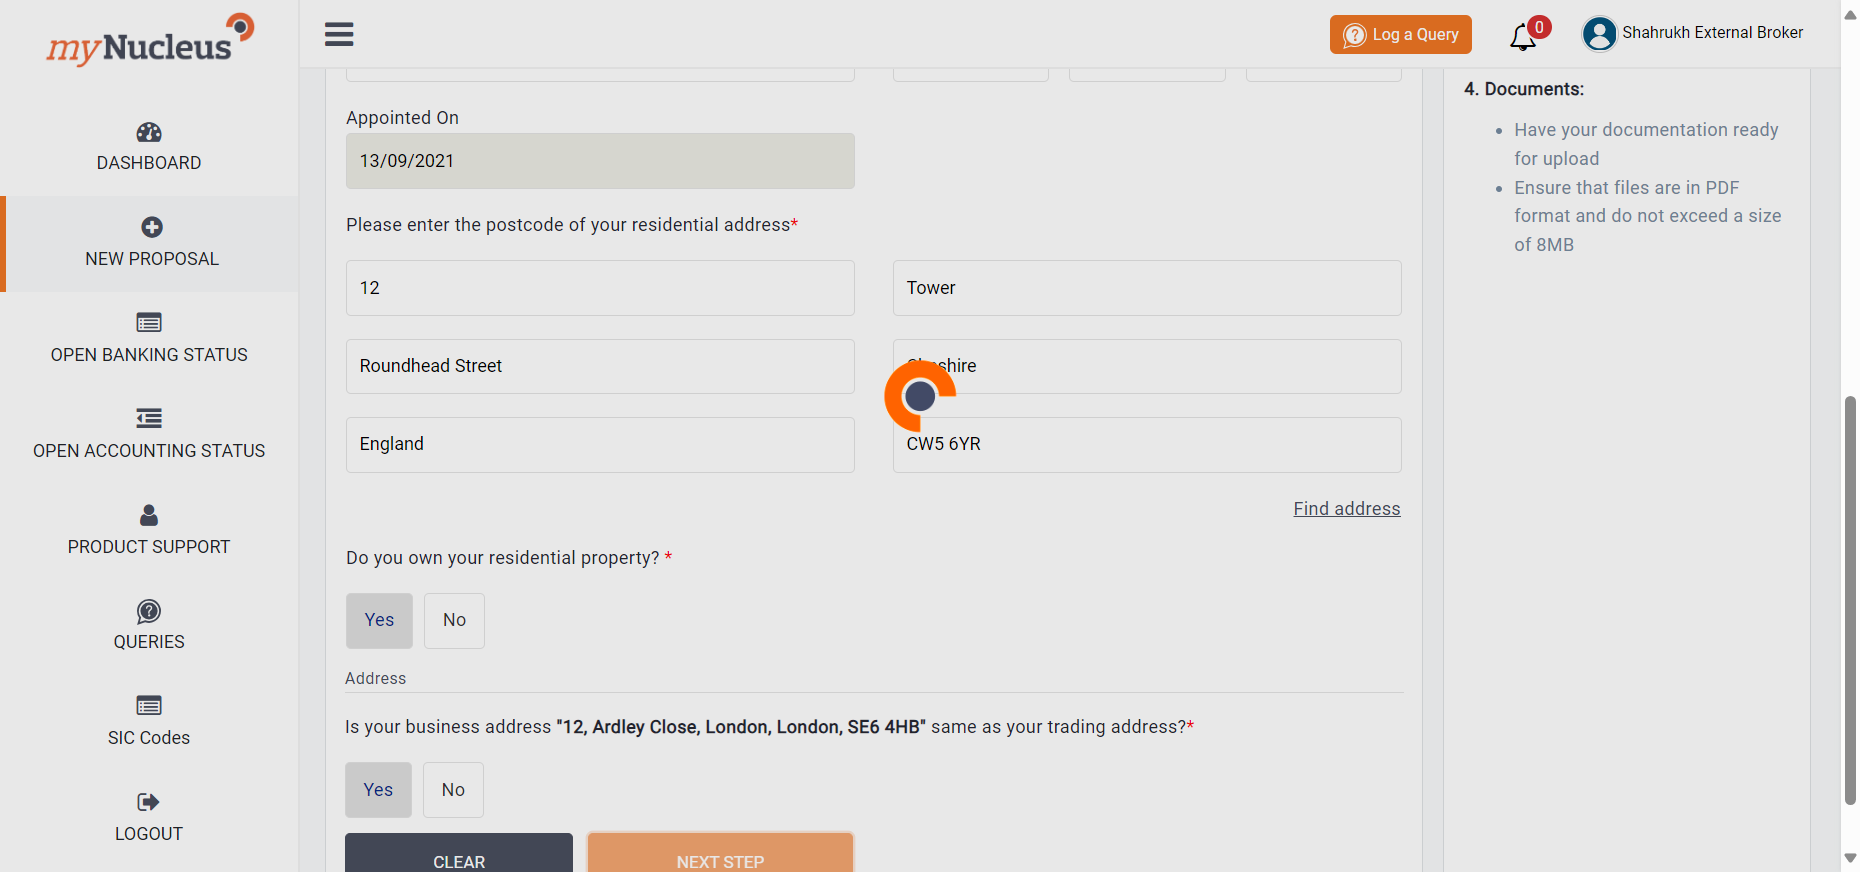 myNucleus
Log a Query
0
Shahrukh External Broker
DASHBOARD
NEW PROPOSAL
OPEN BANKING STATUS
OPEN ACCOUNTING STATUS
PRODUCT SUPPORT
QUERIES
SIC Codes
LOGOUT
Appointed On
13/09/2021
Please enter the postcode of your residential address*
12
Tower
Roundhead Street
England
CW5 6YR
Find address
Do you own your residential property? *
Yes
No
Address
Is your business address "12, Ardley Close, London, London, SE6 4HB" same as your trading address?*
Yes
No
CLEAR
NEXT STEP
4. Documents:
Have your documentation ready
for upload
Ensure that files are in PDF
format and do not exceed a size
of 8MB